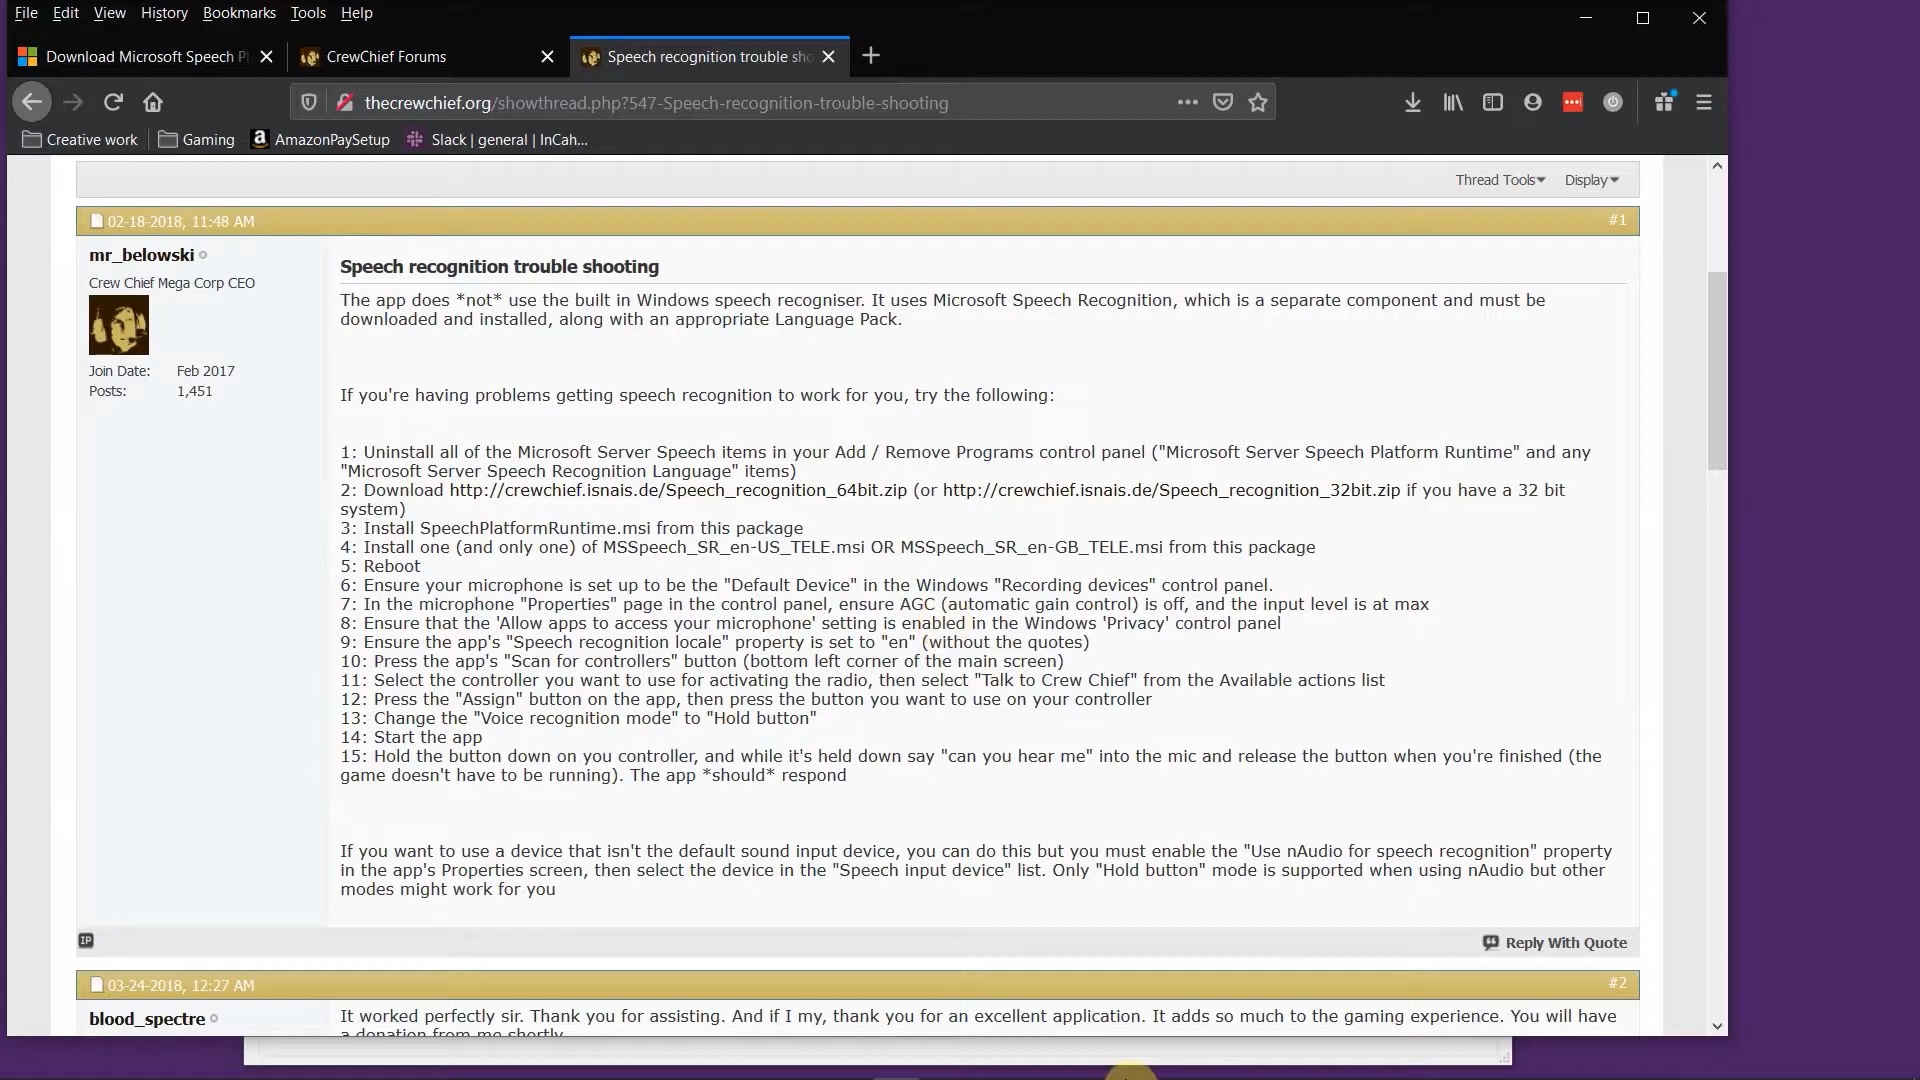 File Edit View History Bookmarks Tools Help
Download Microsoft Speech P
CrewChief Forums
Speech recognition trouble sho
thecrewchief.org/showthread.php?547-Speech-recognition-trouble-shooting
Creative work
Gaming
AmazonPaySetup
Slack | general | InCah...
Thread Tools
Display
02-18-2018, 11:48 AM
#1
mr_belowski
Crew Chief Mega Corp CEO
Join Date: Feb 2017
Posts: 1,451
Speech recognition trouble shooting
The app does *not* use the built in Windows speech recogniser. It uses Microsoft Speech Recognition, which is a separate component and must be
downloaded and installed, along with an appropriate Language Pack.
If you're having problems getting speech recognition to work for you, try the following:
1: Uninstall all of the Microsoft Server Speech items in your Add / Remove Programs control panel ("Microsoft Server Speech Platform Runtime" and any
"Microsoft Server Speech Recognition Language" items)
2: Download http://crewchief.isnais.de/Speech_recognition_64bit.zip (or http://crewchief.isnais.de/Speech_recognition_32bit.zip if you have a 32 bit
system)
3: Install SpeechPlatformRuntime.msi from this package
4: Install one (and only one) of MSSpeech_SR_en-US_TELE.msi OR MSSpeech_SR_en-GB_TELE.msi from this package
5: Reboot
6: Ensure your microphone is set up to be the "Default Device" in the Windows "Recording devices" control panel.
7: In the microphone "Properties" page in the control panel, ensure AGC (automatic gain control) is off, and the input level is at max
8: Ensure that the 'Allow apps to access your microphone' setting is enabled in the Windows 'Privacy' control panel
9: Ensure the app's "Speech recognition locale" property is set to "en" (without the quotes)
10: Press the app's "Scan for controllers" button (bottom left corner of the main screen)
11: Select the controller you want to use for activating the radio, then select "Talk to Crew Chief" from the Available actions list
12: Press the "Assign" button on the app, then press the button you want to use on your controller
13: Change the "Voice recognition mode" to "Hold button"
14: Start the app
15: Hold the button down on you controller, and while it's held down say "can you hear me" into the mic and release the button when you're finished (the
game doesn't have to be running). The app *should* respond
If you want to use a device that isn't the default sound input device, you can do this but you must enable the "Use nAudio for speech recognition" property
in the app's Properties screen, then select the device in the "Speech input device" list. Only "Hold button" mode is supported when using nAudio but other
modes might work for you
IP
Reply With Quote
03-24-2018, 12:27 AM
#2
blood_spectre
It worked perfectly sir. Thank you for assisting. And if I my, thank you for an excellent application. It adds so much to the gaming experience. You will have
a donation from me shortly.